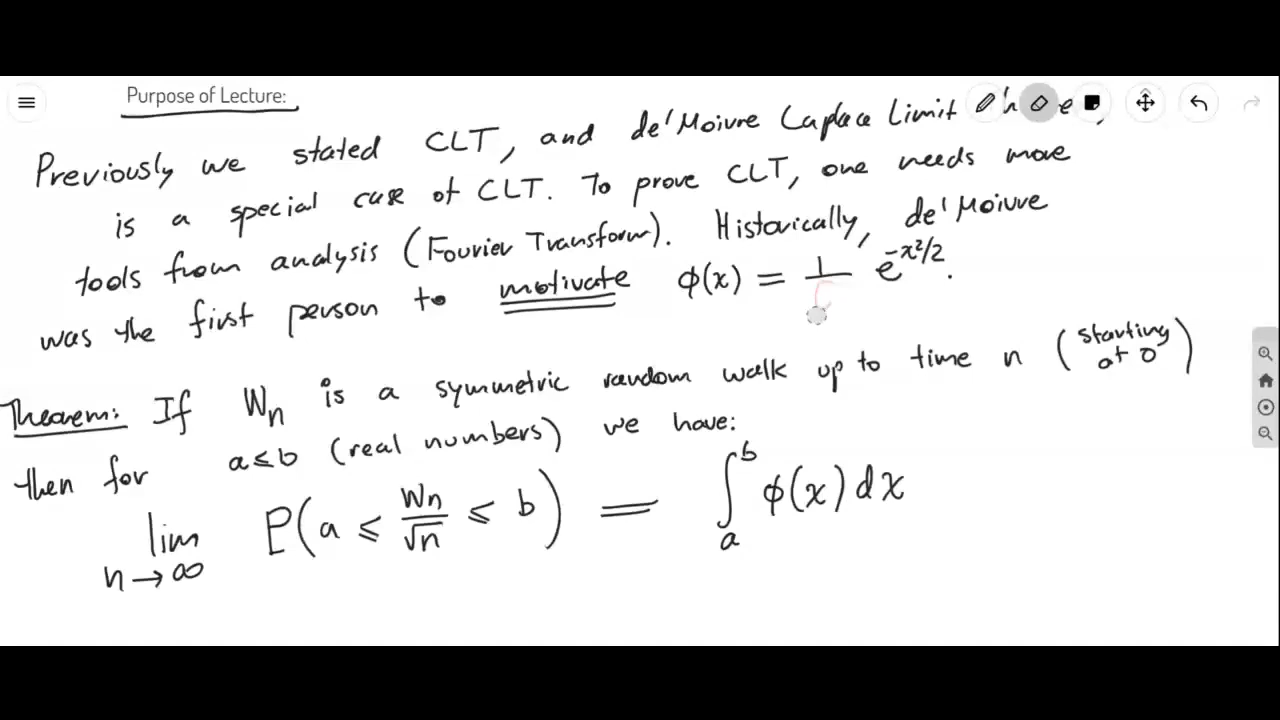 Purpose of Lecture:
Previously we stated CLT, and de'Moivre Laplace Limit
is a special case of CLT. To prove CLT, one needs more
tools from analysis (Fourier Transform). Historically, de'Moivre
was the first person to motivate φ(x) = 1/ e^{-x²/2}.
Theorem: If Wn is a symmetric random walk up to time n (starting at 0)
then for a ≤ b (real numbers) we have:
lim n→∞ P(a ≤ Wn/√n ≤ b) = ∫_a^b φ(x) dx